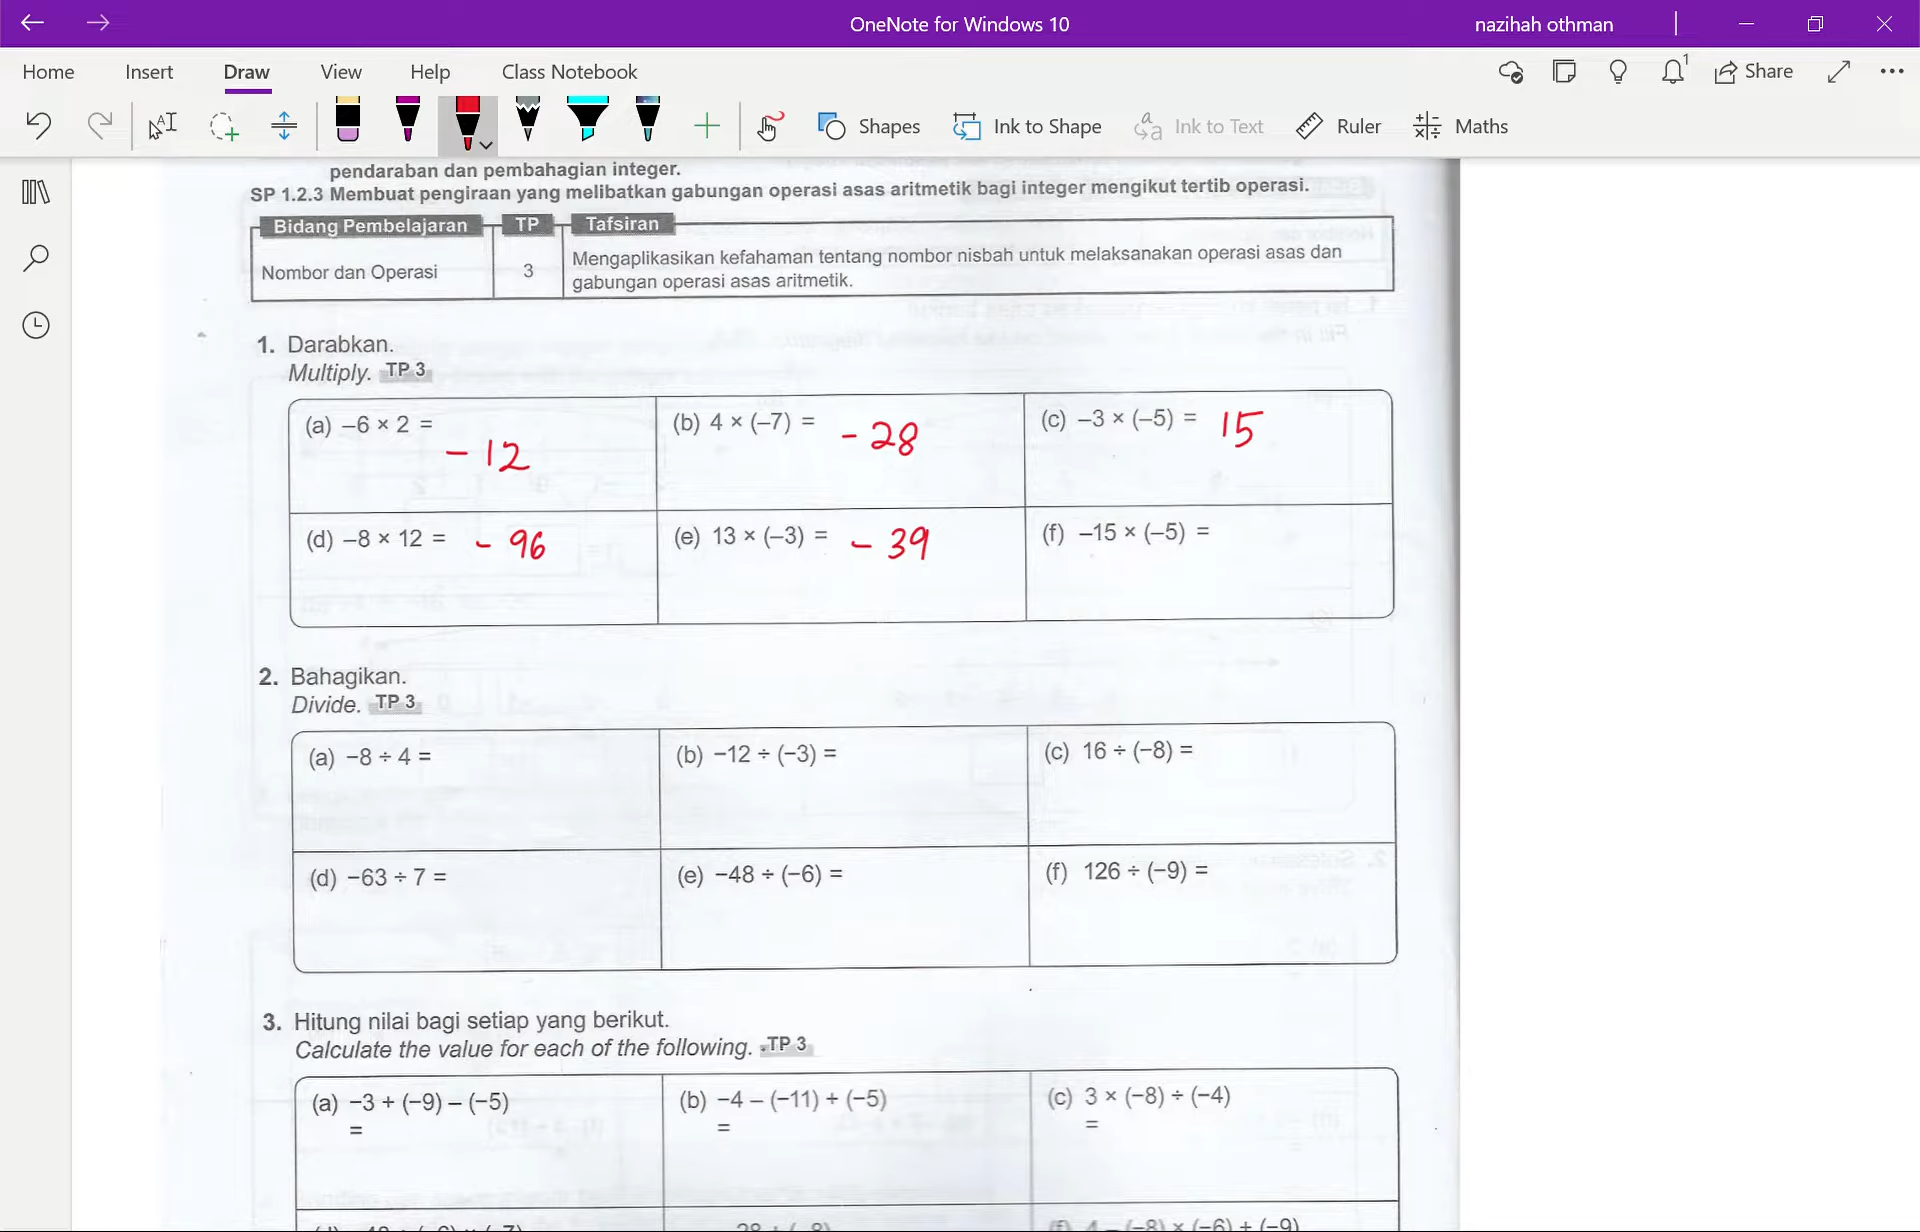 OneNote for Windows 10
nazihah othman
Home Insert Draw View Help Class Notebook
1 Share
Shapes Ink to Shape Ink to Text Ruler Maths
pendaraban dan pembahagian integer.
SP 1.2.3 Membuat pengiraan yang melibatkan gabungan operasi asas aritmetik bagi integer mengikut tertib operasi.
Bidang Pembelajaran TP Tafsiran
Nombor dan Operasi 3 Mengaplikasikan kefahaman tentang nombor nisbah untuk melaksanakan operasi asas dan
gabungan operasi asas aritmetik.
1. Darabkan.
Multiply. TP 3
(a) –6 × 2 = - 12
(b) 4 × (–7) = - 28
(c) –3 × (–5) = 15
(d) –8 × 12 = - 96
(e) 13 × (–3) = - 39
(f) –15 × (–5) =
2. Bahagikan.
Divide. TP 3
(a) –8 ÷ 4 =
(b) –12 ÷ (–3) =
(c) 16 ÷ (–8) =
(d) –63 ÷ 7 =
(e) –48 ÷ (–6) =
(f) 126 ÷ (–9) =
3. Hitung nilai bagi setiap yang berikut.
Calculate the value for each of the following. TP 3
(a) –3 + (–9) – (–5)
=
(b) –4 – (–11) + (–5)
=
(c) 3 × (–8) ÷ (–4)
=
(f) 4 – (–8) × (–6) + (–9)